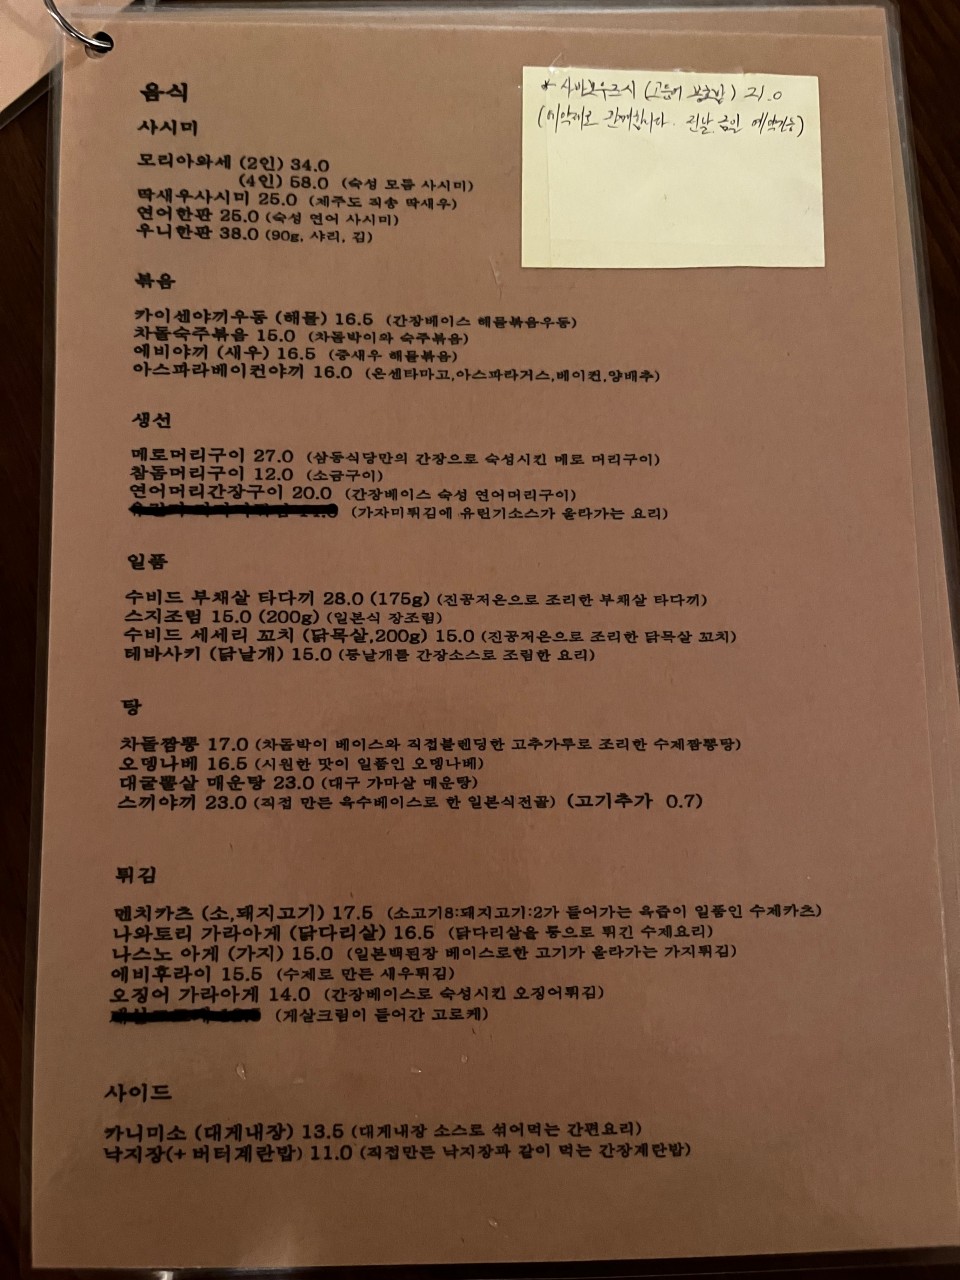 음식
* 사바보우즈시 (고등어 봉초밥) 21.0
(예약제로 판매합니다. 전날, 금일 예약가능)
사시미
모리아와세 (2인) 34.0
(4인) 58.0 (숙성 모듬 사시미)
딱새우사시미 25.0 (제주도 직송 딱새우)
연어한판 25.0 (숙성 연어 사시미)
우니한판 38.0 (90g, 샤리, 김)
볶음
카이센야끼우동 (해물) 16.5 (간장베이스 해물볶음우동)
차돌숙주볶음 15.0 (차돌박이와 숙주볶음)
에비야끼 (새우) 16.5 (중새우 해물볶음)
아스파라베이컨야끼 16.0 (온센타마고,아스파라거스,베이컨,양배추)
생선
메로머리구이 27.0 (삼둥식당만의 간장으로 숙성시킨 메로 머리구이)
참돔머리구이 12.0 (소금구이)
연어머리간장구이 20.0 (간장베이스 숙성 연어머리구이)
(가자미튀김에 유린기소스가 올라가는 요리)
일품
수비드 부채살 타다끼 28.0 (175g) (진공저온으로 조리한 부채살 타다끼)
스지조림 15.0 (200g) (일본식 장조림)
수비드 세세리 꼬치 (닭목살,200g) 15.0 (진공저온으로 조리한 닭목살 꼬치)
테바사키 (닭날개) 15.0 (통날개를 간장소스로 조림한 요리)
탕
차돌짬뽕 17.0 (차돌박이 베이스와 직접블렌딩한 고추가루로 조리한 수제짬뽕탕)
오뎅나베 16.5 (시원한 맛이 일품인 오뎅나베)
대굴뽈살 매운탕 23.0 (대구 가마살 매운탕)
스끼야끼 23.0 (직접 만든 육수베이스로 한 일본식전골) (고기추가 0.7)
튀김
멘치카츠 (소,돼지고기) 17.5 (소고기8:돼지고기:2가 들어가는 육즙이 일품인 수제카츠)
나와토리 가라아게 (닭다리살) 16.5 (닭다리살을 통으로 튀긴 수제요리)
나스노 아게 (가지) 15.0 (일본백된장 베이스로한 고기가 올라가는 가지튀김)
에비후라이 15.5 (수제로 만든 새우튀김)
오징어 가라아게 14.0 (간장베이스로 숙성시킨 오징어튀김)
(게살크림이 들어간 고로케)
사이드
카니미소 (대게내장) 13.5 (대게내장 소스로 섞어먹는 간편요리)
낙지장(+ 버터계란밥) 11.0 (직접만든 낙지장과 같이 먹는 간장계란밥)